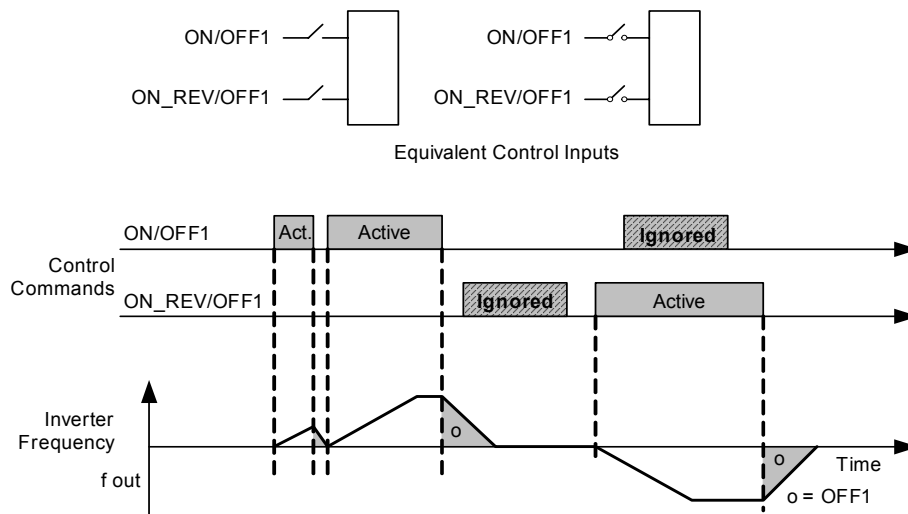 ON/OFF1
ON/OFF1
ON_REV/OFF1
ON_REV/OFF1
Equivalent Control Inputs
ON/OFF1
Act.
Active
Ignored
Control
Commands
ON_REV/OFF1
Ignored
Active
Inverter
Frequency
f out
o
o
Time
o = OFF1